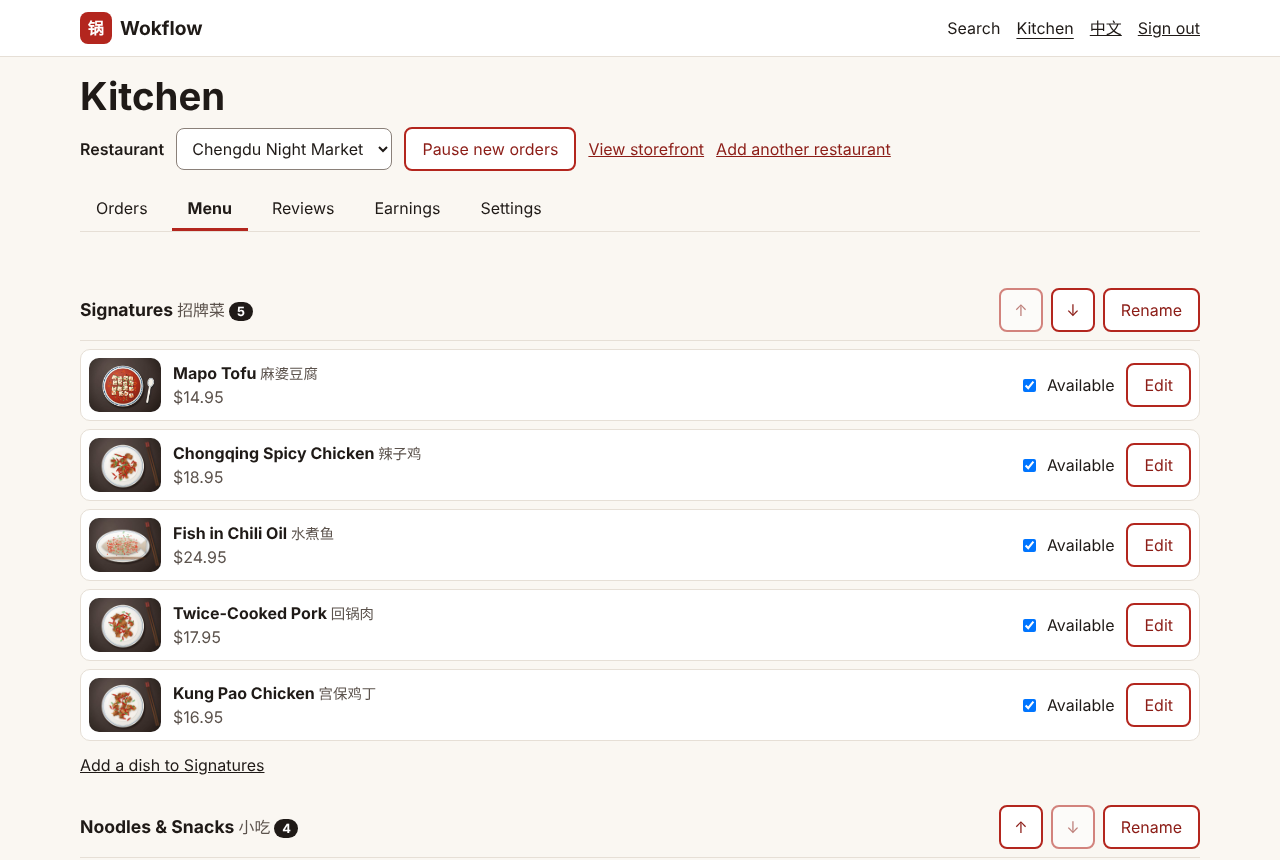 锅 Wokflow
Search Kitchen 中文 Sign out
Kitchen
Restaurant Chengdu Night Market Pause new orders View storefront Add another restaurant
Orders Menu Reviews Earnings Settings
Signatures 招牌菜 5 ↑ ↓ Rename
Mapo Tofu 麻婆豆腐
$14.95
Available Edit
Chongqing Spicy Chicken 辣子鸡
$18.95
Available Edit
Fish in Chili Oil 水煮鱼
$24.95
Available Edit
Twice-Cooked Pork 回锅肉
$17.95
Available Edit
Kung Pao Chicken 宫保鸡丁
$16.95
Available Edit
Add a dish to Signatures
Noodles & Snacks 小吃 4 ↑ ↓ Rename